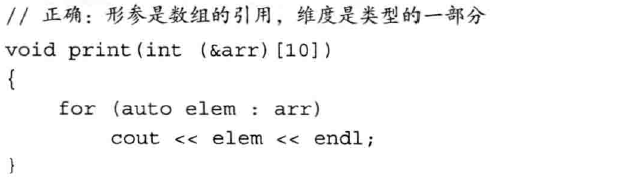 // 正确：形参是数组的引用，维度是类型的一部分
void print(int (&arr)[10])
{
    for (auto elem : arr)
        cout << elem << endl;
}